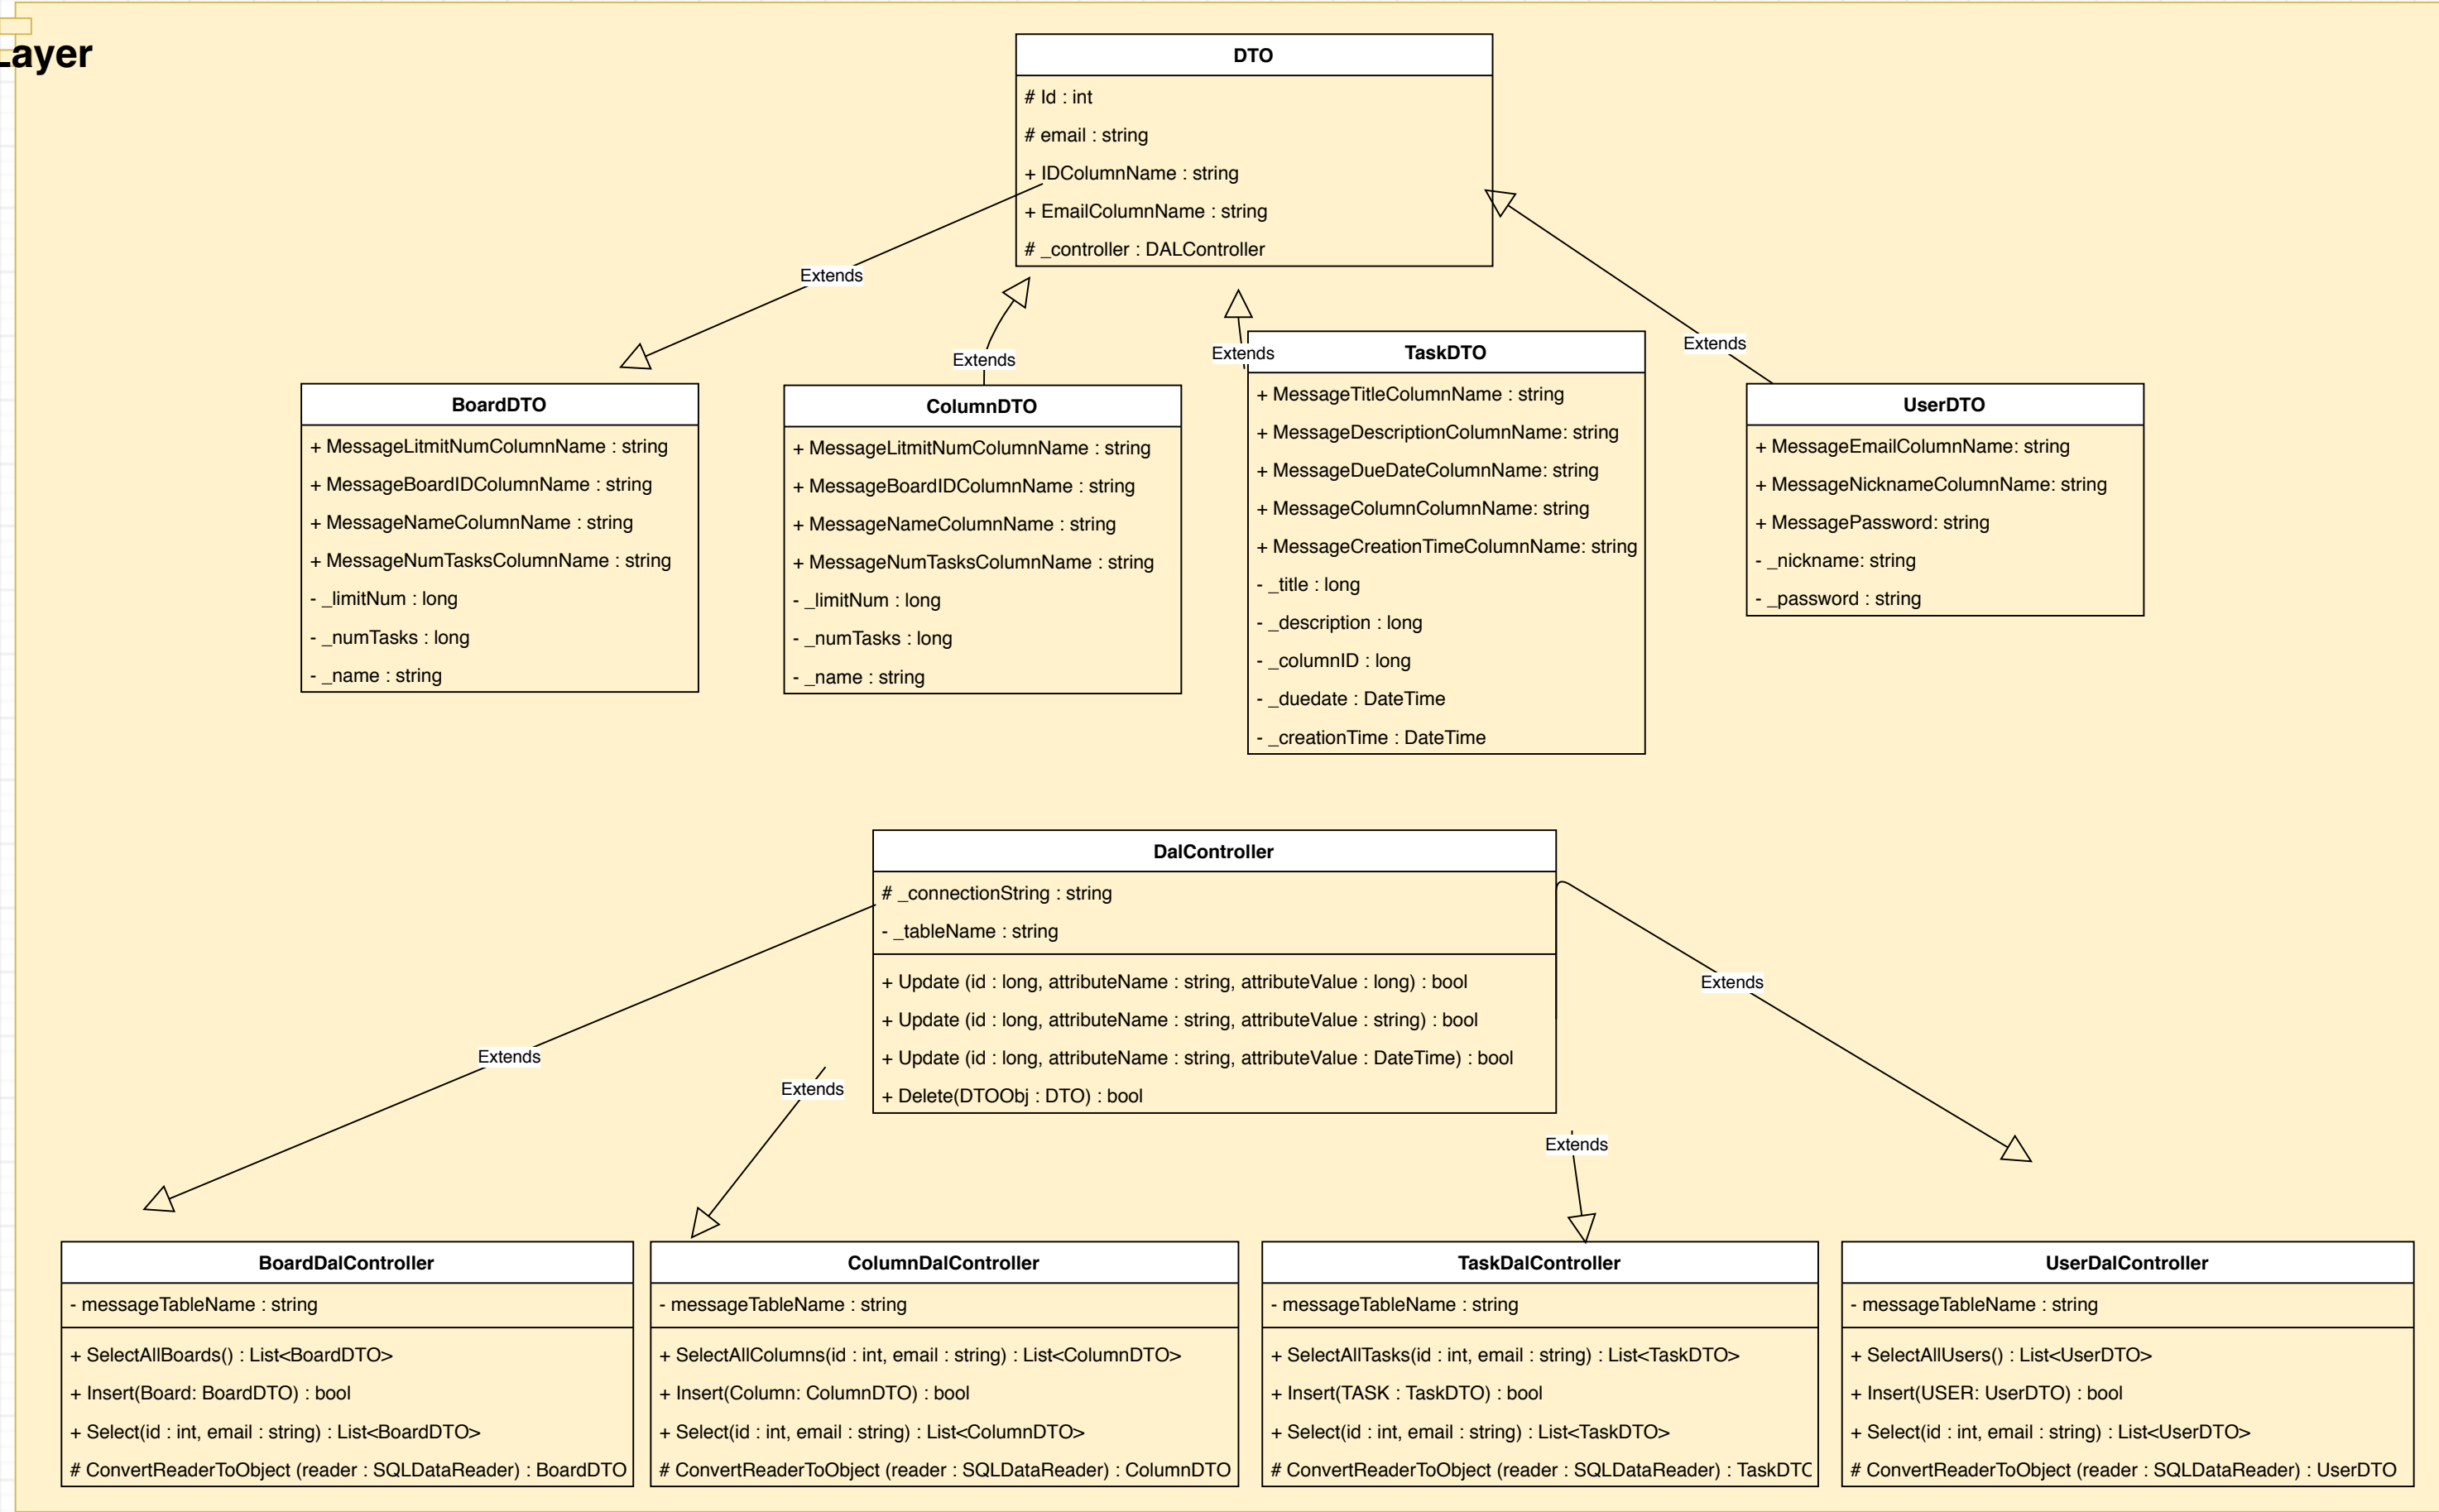 Layer
DTO
# Id : int
# email : string
+ IDColumnName : string
+ EmailColumnName : string
# _controller : DALController
Extends
Extends
Extends
Extends
BoardDTO
+ MessageLitmitNumColumnName : string
+ MessageBoardIDColumnName : string
+ MessageNameColumnName : string
+ MessageNumTasksColumnName : string
- _limitNum : long
- _numTasks : long
- _name : string
ColumnDTO
+ MessageLitmitNumColumnName : string
+ MessageBoardIDColumnName : string
+ MessageNameColumnName : string
+ MessageNumTasksColumnName : string
- _limitNum : long
- _numTasks : long
- _name : string
TaskDTO
+ MessageTitleColumnName : string
+ MessageDescriptionColumnName: string
+ MessageDueDateColumnName: string
+ MessageColumnColumnName: string
+ MessageCreationTimeColumnName: string
- _title : long
- _description : long
- _columnID : long
- _duedate : DateTime
- _creationTime : DateTime
UserDTO
+ MessageEmailColumnName: string
+ MessageNicknameColumnName: string
+ MessagePassword: string
- _nickname: string
- _password : string
DalController
# _connectionString : string
- _tableName : string
+ Update (id : long, attributeName : string, attributeValue : long) : bool
+ Update (id : long, attributeName : string, attributeValue : string) : bool
+ Update (id : long, attributeName : string, attributeValue : DateTime) : bool
+ Delete(DTOObj : DTO) : bool
Extends
Extends
Extends
Extends
BoardDalController
- messageTableName : string
+ SelectAllBoards() : List<BoardDTO>
+ Insert(Board: BoardDTO) : bool
+ Select(id : int, email : string) : List<BoardDTO>
# ConvertReaderToObject (reader : SQLDataReader) : BoardDTO
ColumnDalController
- messageTableName : string
+ SelectAllColumns(id : int, email : string) : List<ColumnDTO>
+ Insert(Column: ColumnDTO) : bool
+ Select(id : int, email : string) : List<ColumnDTO>
# ConvertReaderToObject (reader : SQLDataReader) : ColumnDTO
TaskDalController
- messageTableName : string
+ SelectAllTasks(id : int, email : string) : List<TaskDTO>
+ Insert(TASK : TaskDTO) : bool
+ Select(id : int, email : string) : List<TaskDTO>
# ConvertReaderToObject (reader : SQLDataReader) : TaskDTO
UserDalController
- messageTableName : string
+ SelectAllUsers() : List<UserDTO>
+ Insert(USER: UserDTO) : bool
+ Select(id : int, email : string) : List<UserDTO>
# ConvertReaderToObject (reader : SQLDataReader) : UserDTO